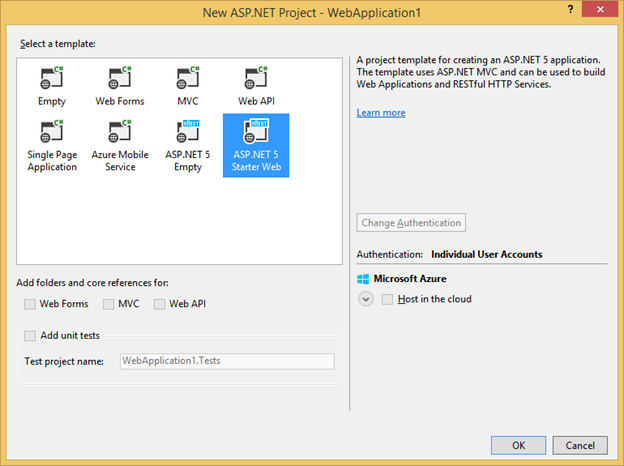 New ASP.NET Project - WebApplication1
?
Select a template:
C#
C#
C#
C#
Empty
Web Forms
MVC
Web API
C#
C#
Single Page
Application
Azure Mobile
Service
ASP.NET 5
Empty
ASP.NET 5
Starter Web
A project template for creating an ASP.NET 5 application.
The template uses ASP.NET MVC and can be used to build
Web Applications and RESTful HTTP Services.
Learn more
Change Authentication
Authentication: Individual User Accounts
Microsoft Azure
Host in the cloud
Add folders and core references for:
Web Forms
MVC
Web API
Add unit tests
Test project name:
WebApplication1.Tests
OK
Cancel